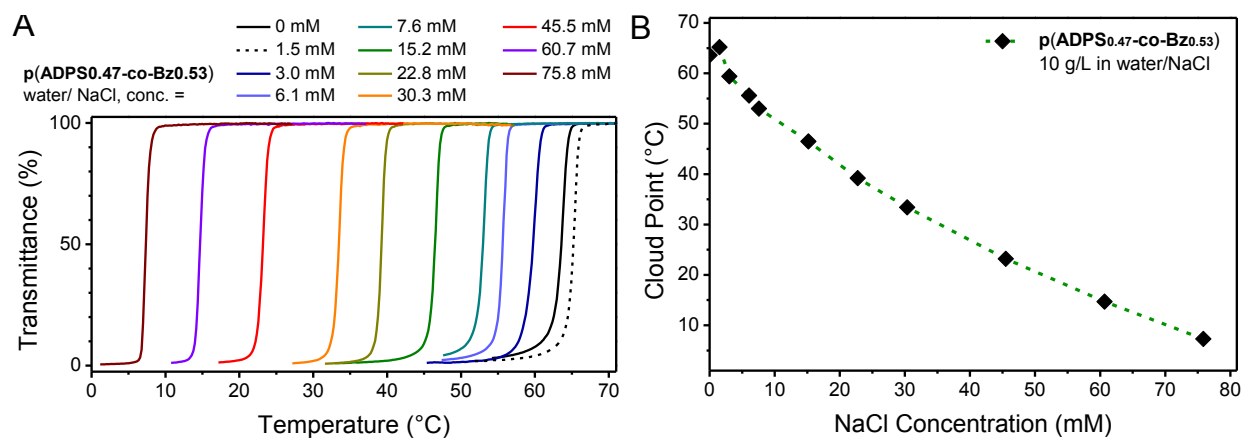 A
0 mM
7.6 mM
45.5 mM
1.5 mM
15.2 mM
60.7 mM
p(ADPS0.47-co-Bz0.53)
3.0 mM
22.8 mM
75.8 mM
water/ NaCl, conc. =
6.1 mM
30.3 mM
Transmittance (%)
100
50
0
0
10
20
30
40
50
60
70
Temperature (°C)
B
p(ADPS0.47-co-Bz0.53)
10 g/L in water/NaCl
Cloud Point (°C)
70
60
50
40
30
20
10
0
10
20
30
40
50
60
70
80
NaCl Concentration (mM)